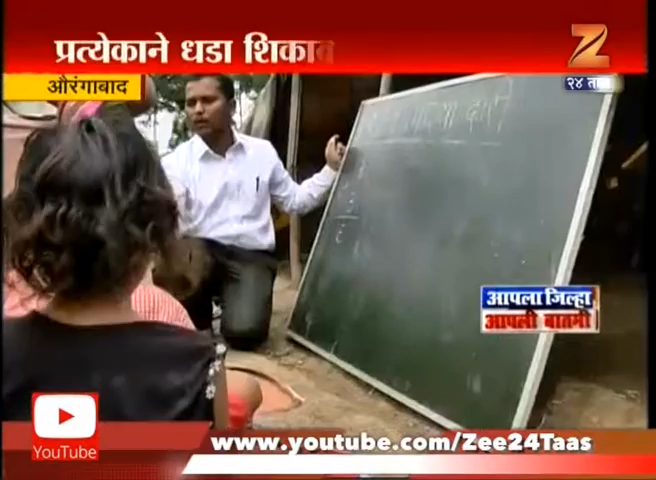 प्रत्येकान धडा शिकाव
औरंगाबाद
२४ तास
आपला जिल्हा
आपली बातमी
YouTube
www.youtube.com/Zee24Taas